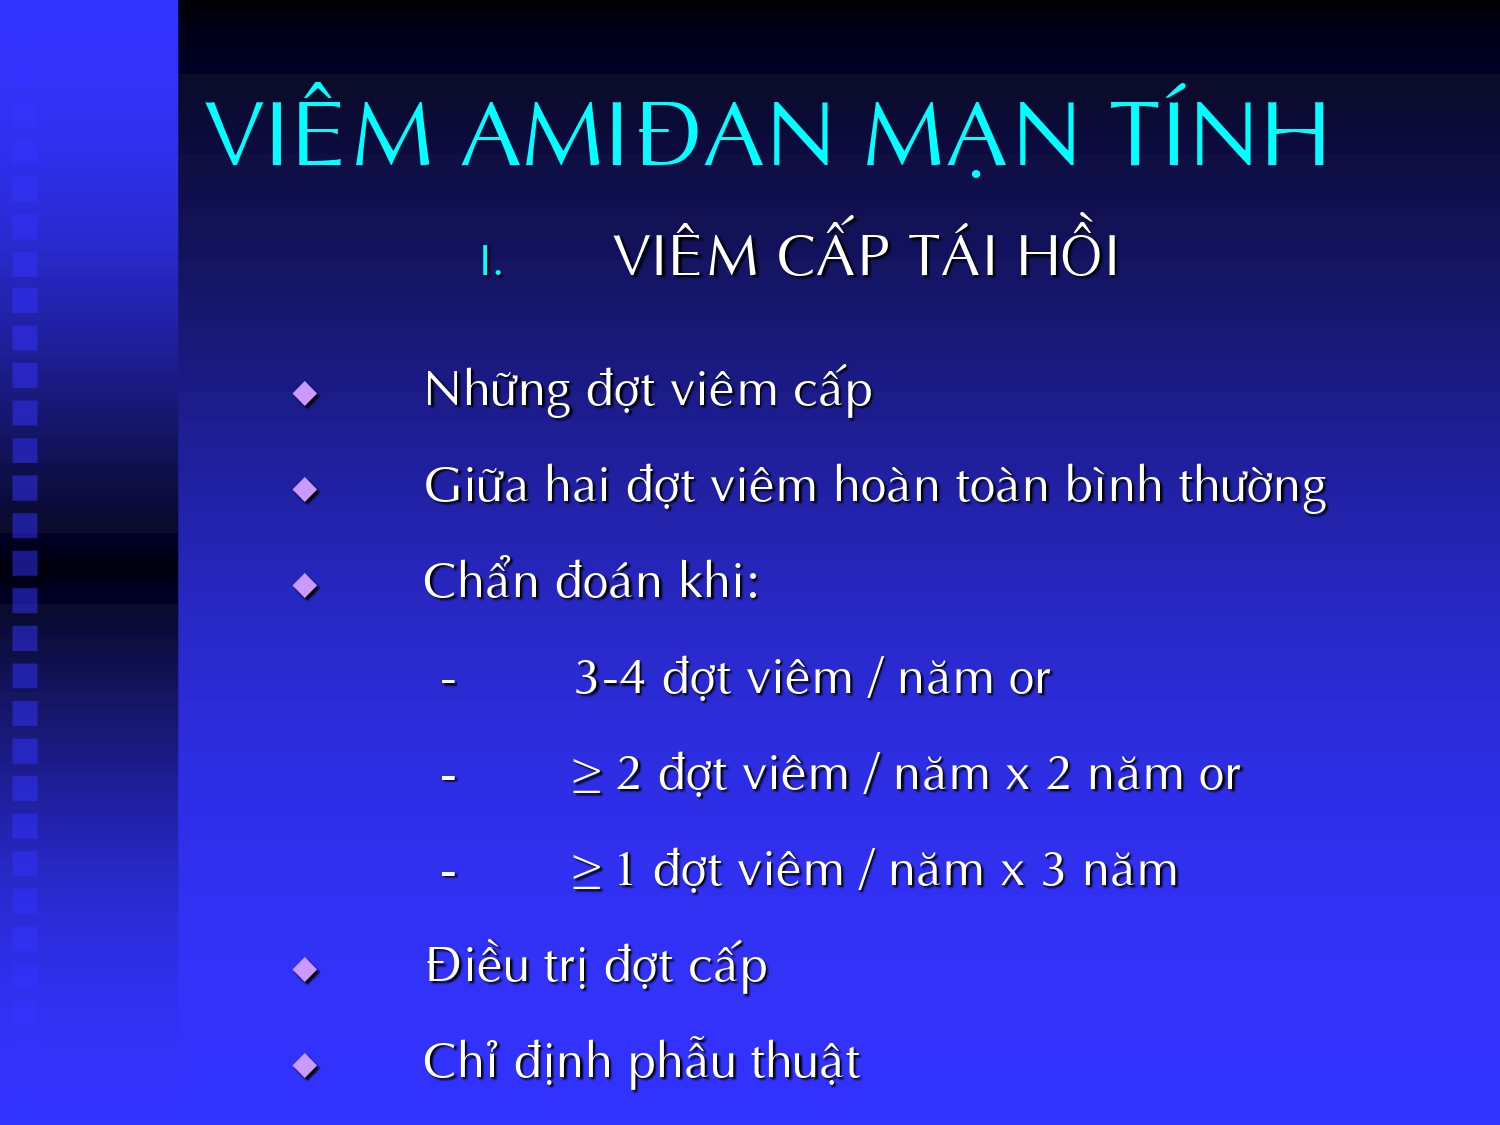 VIÊM AMIĐAN MẠN TÍNH
I. VIÊM CẤP TÁI HỒI
◆ Những đợt viêm cấp
◆ Giữa hai đợt viêm hoàn toàn bình thường
◆ Chẩn đoán khi:
- 3-4 đợt viêm / năm or
- ≥ 2 đợt viêm / năm x 2 năm or
- ≥ 1 đợt viêm / năm x 3 năm
◆ Điều trị đợt cấp
◆ Chỉ định phẫu thuật